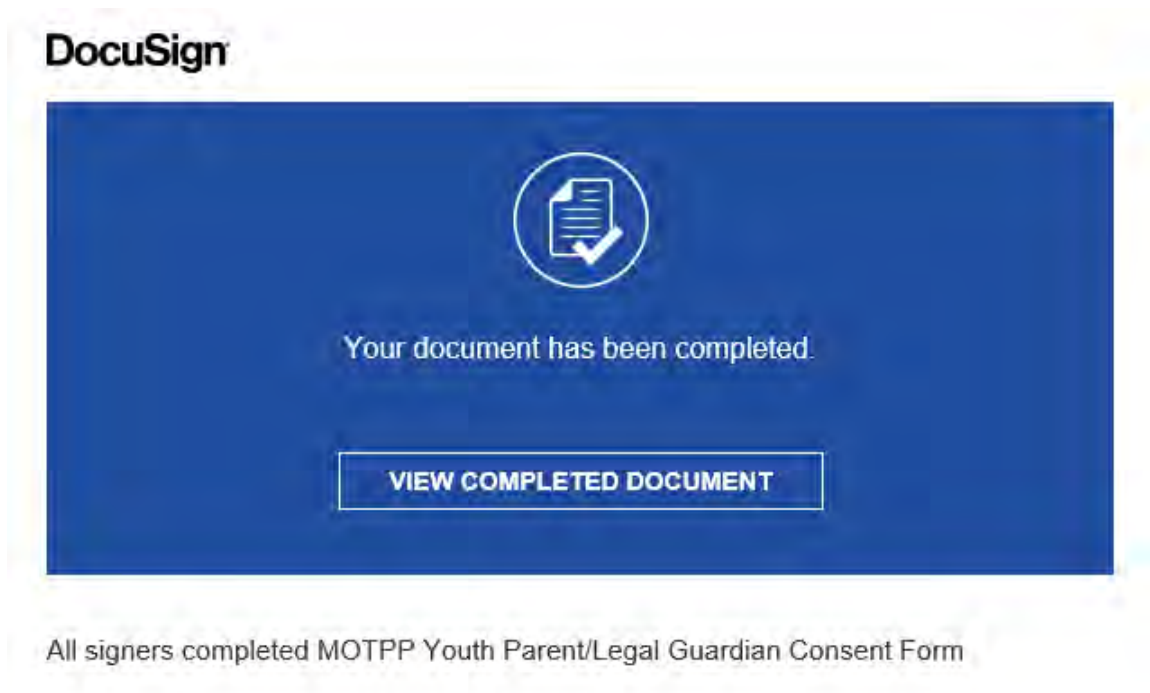 DocuSign
Your document has been completed.
VIEW COMPLETED DOCUMENT
All signers completed MOTPP Youth Parent/Legal Guardian Consent Form